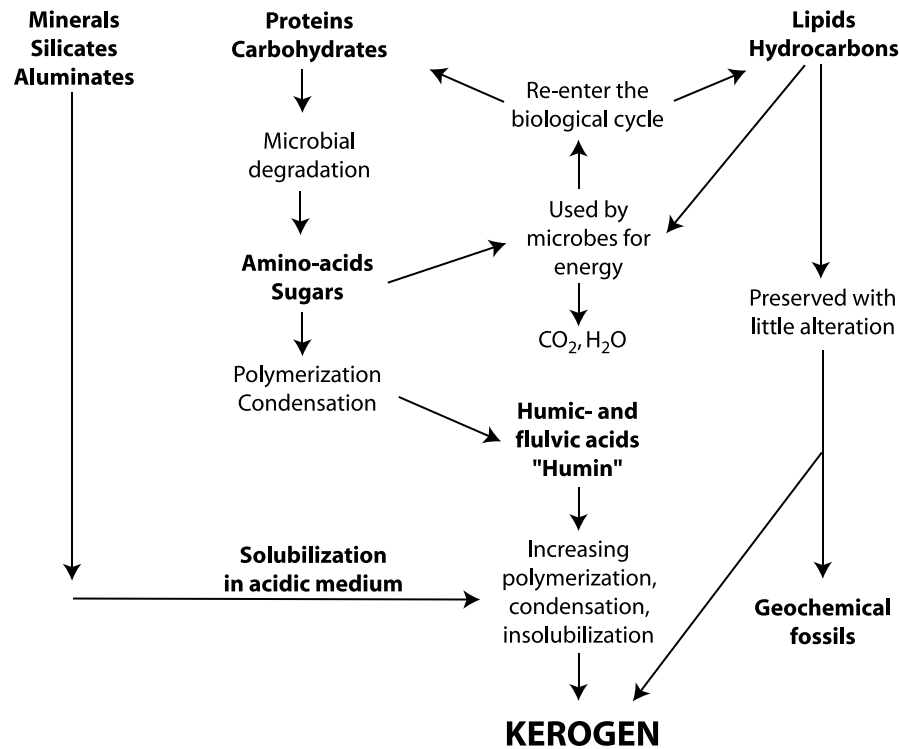 Minerals
Silicates
Aluminates
Proteins
Carbohydrates
Lipids
Hydrocarbons
Re-enter the
biological cycle
Microbial
degradation
Used by
microbes for
energy
Amino-acids
Sugars
Preserved with
little alteration
CO2, H2O
Polymerization
Condensation
Humic- and
flulvic acids
"Humin"
Solubilization
in acidic medium
Increasing
polymerization,
condensation,
insolubilization
Geochemical
fossils
KEROGEN